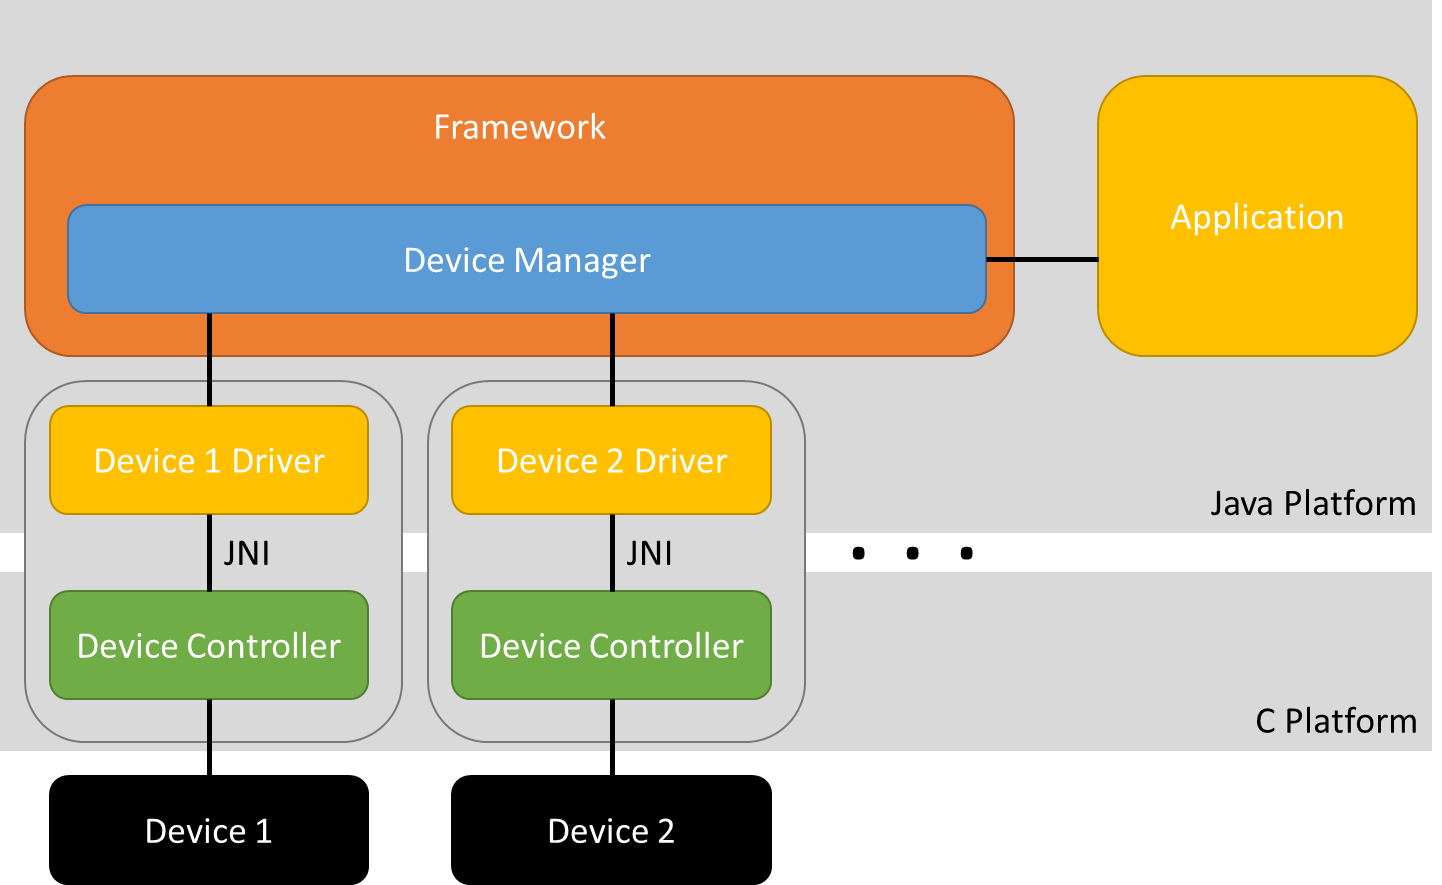 Framework
Application
Device Manager
Device 1 Driver
Device 2 Driver
Java Platform
JNI
JNI
. . .
Device Controller
Device Controller
C Platform
Device 1
Device 2